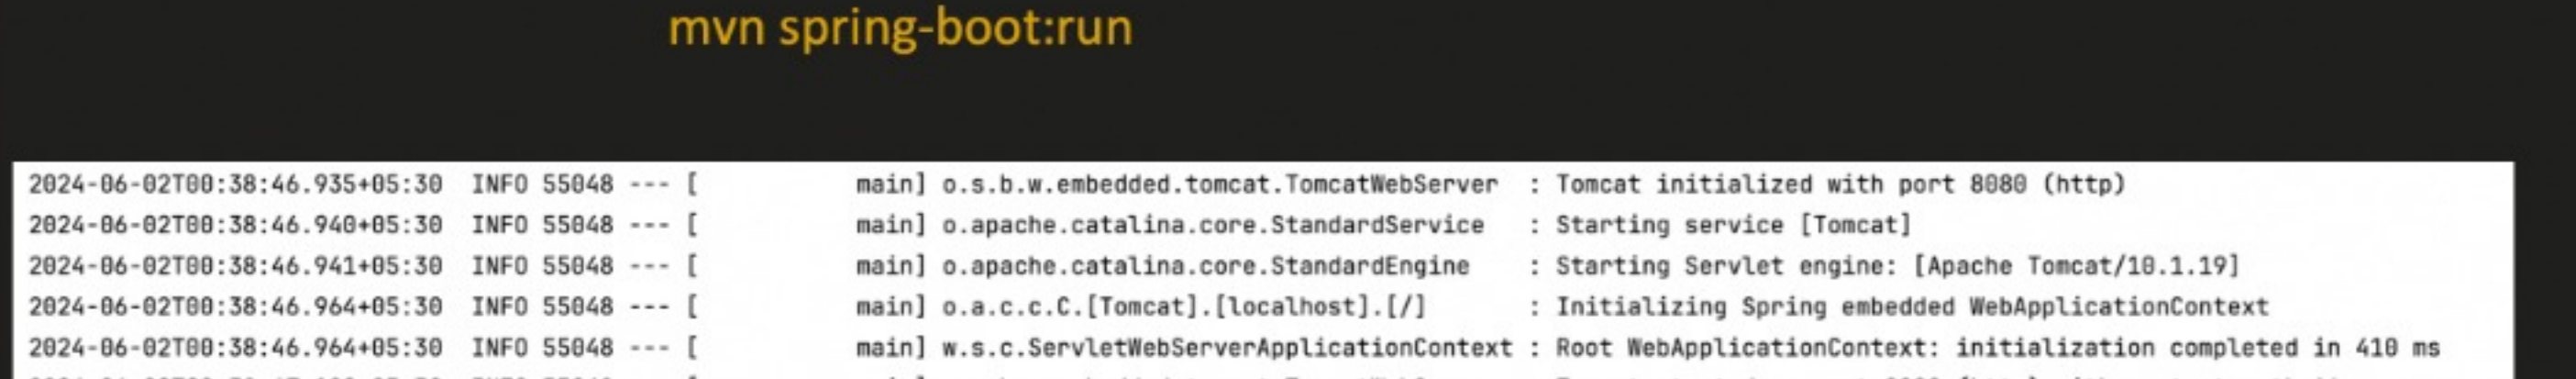 mvn spring-boot:run
2024-06-02T00:38:46.935+05:30  INFO 55048 --- [           main] o.s.b.w.embedded.tomcat.TomcatWebServer  : Tomcat initialized with port 8080 (http)
2024-06-02T00:38:46.940+05:30  INFO 55048 --- [           main] o.apache.catalina.core.StandardService   : Starting service [Tomcat]
2024-06-02T00:38:46.941+05:30  INFO 55048 --- [           main] o.apache.catalina.core.StandardEngine    : Starting Servlet engine: [Apache Tomcat/10.1.19]
2024-06-02T00:38:46.964+05:30  INFO 55048 --- [           main] o.a.c.c.C.[Tomcat].[localhost].[/]       : Initializing Spring embedded WebApplicationContext
2024-06-02T00:38:46.964+05:30  INFO 55048 --- [           main] w.s.c.ServletWebServerApplicationContext : Root WebApplicationContext: initialization completed in 410 ms